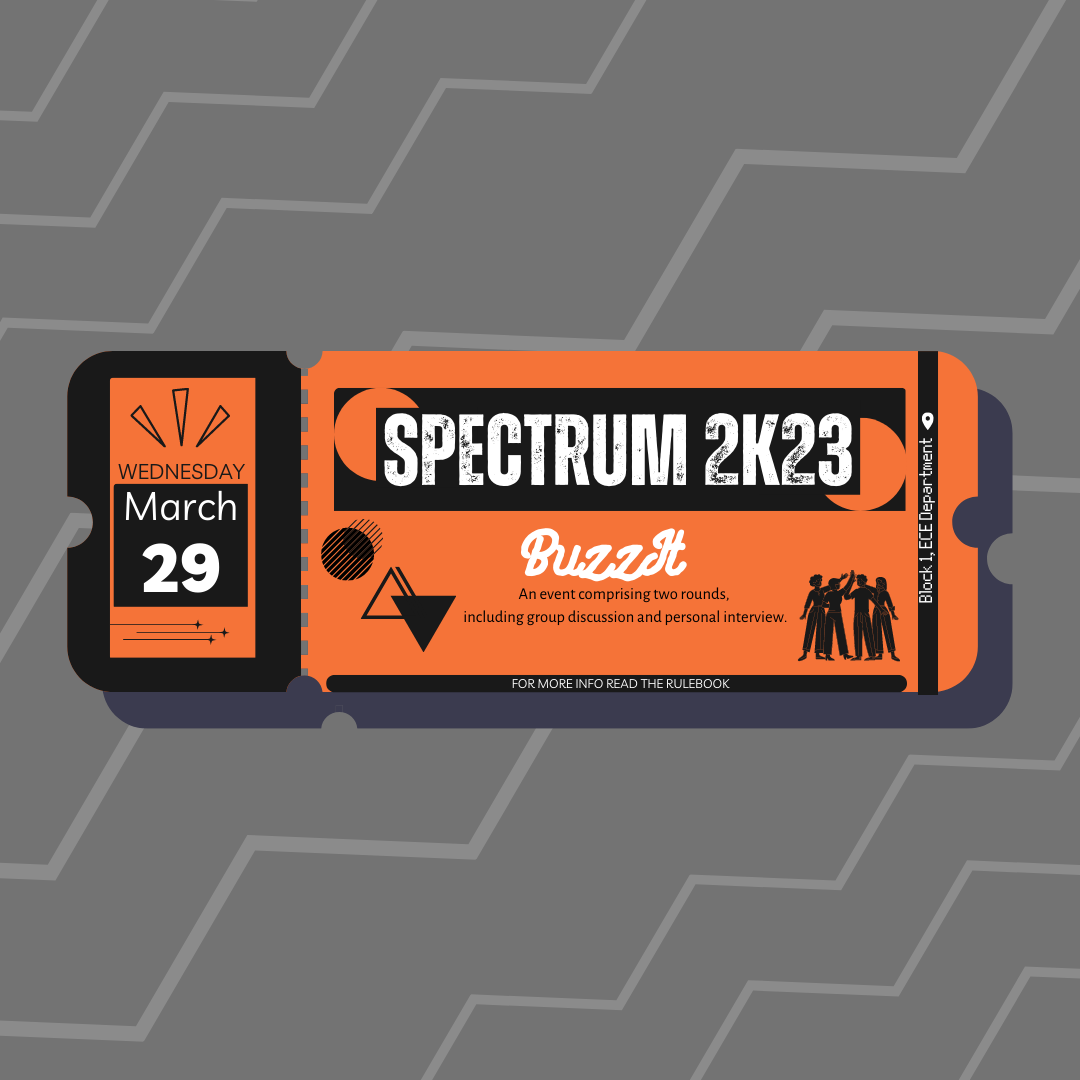 WEDNESDAY
March
29
SPECTRUM 2K23
BuzzIt
An event comprising two rounds,
including group discussion and personal interview.
FOR MORE INFO READ THE RULEBOOK
Block 1, ECE Department